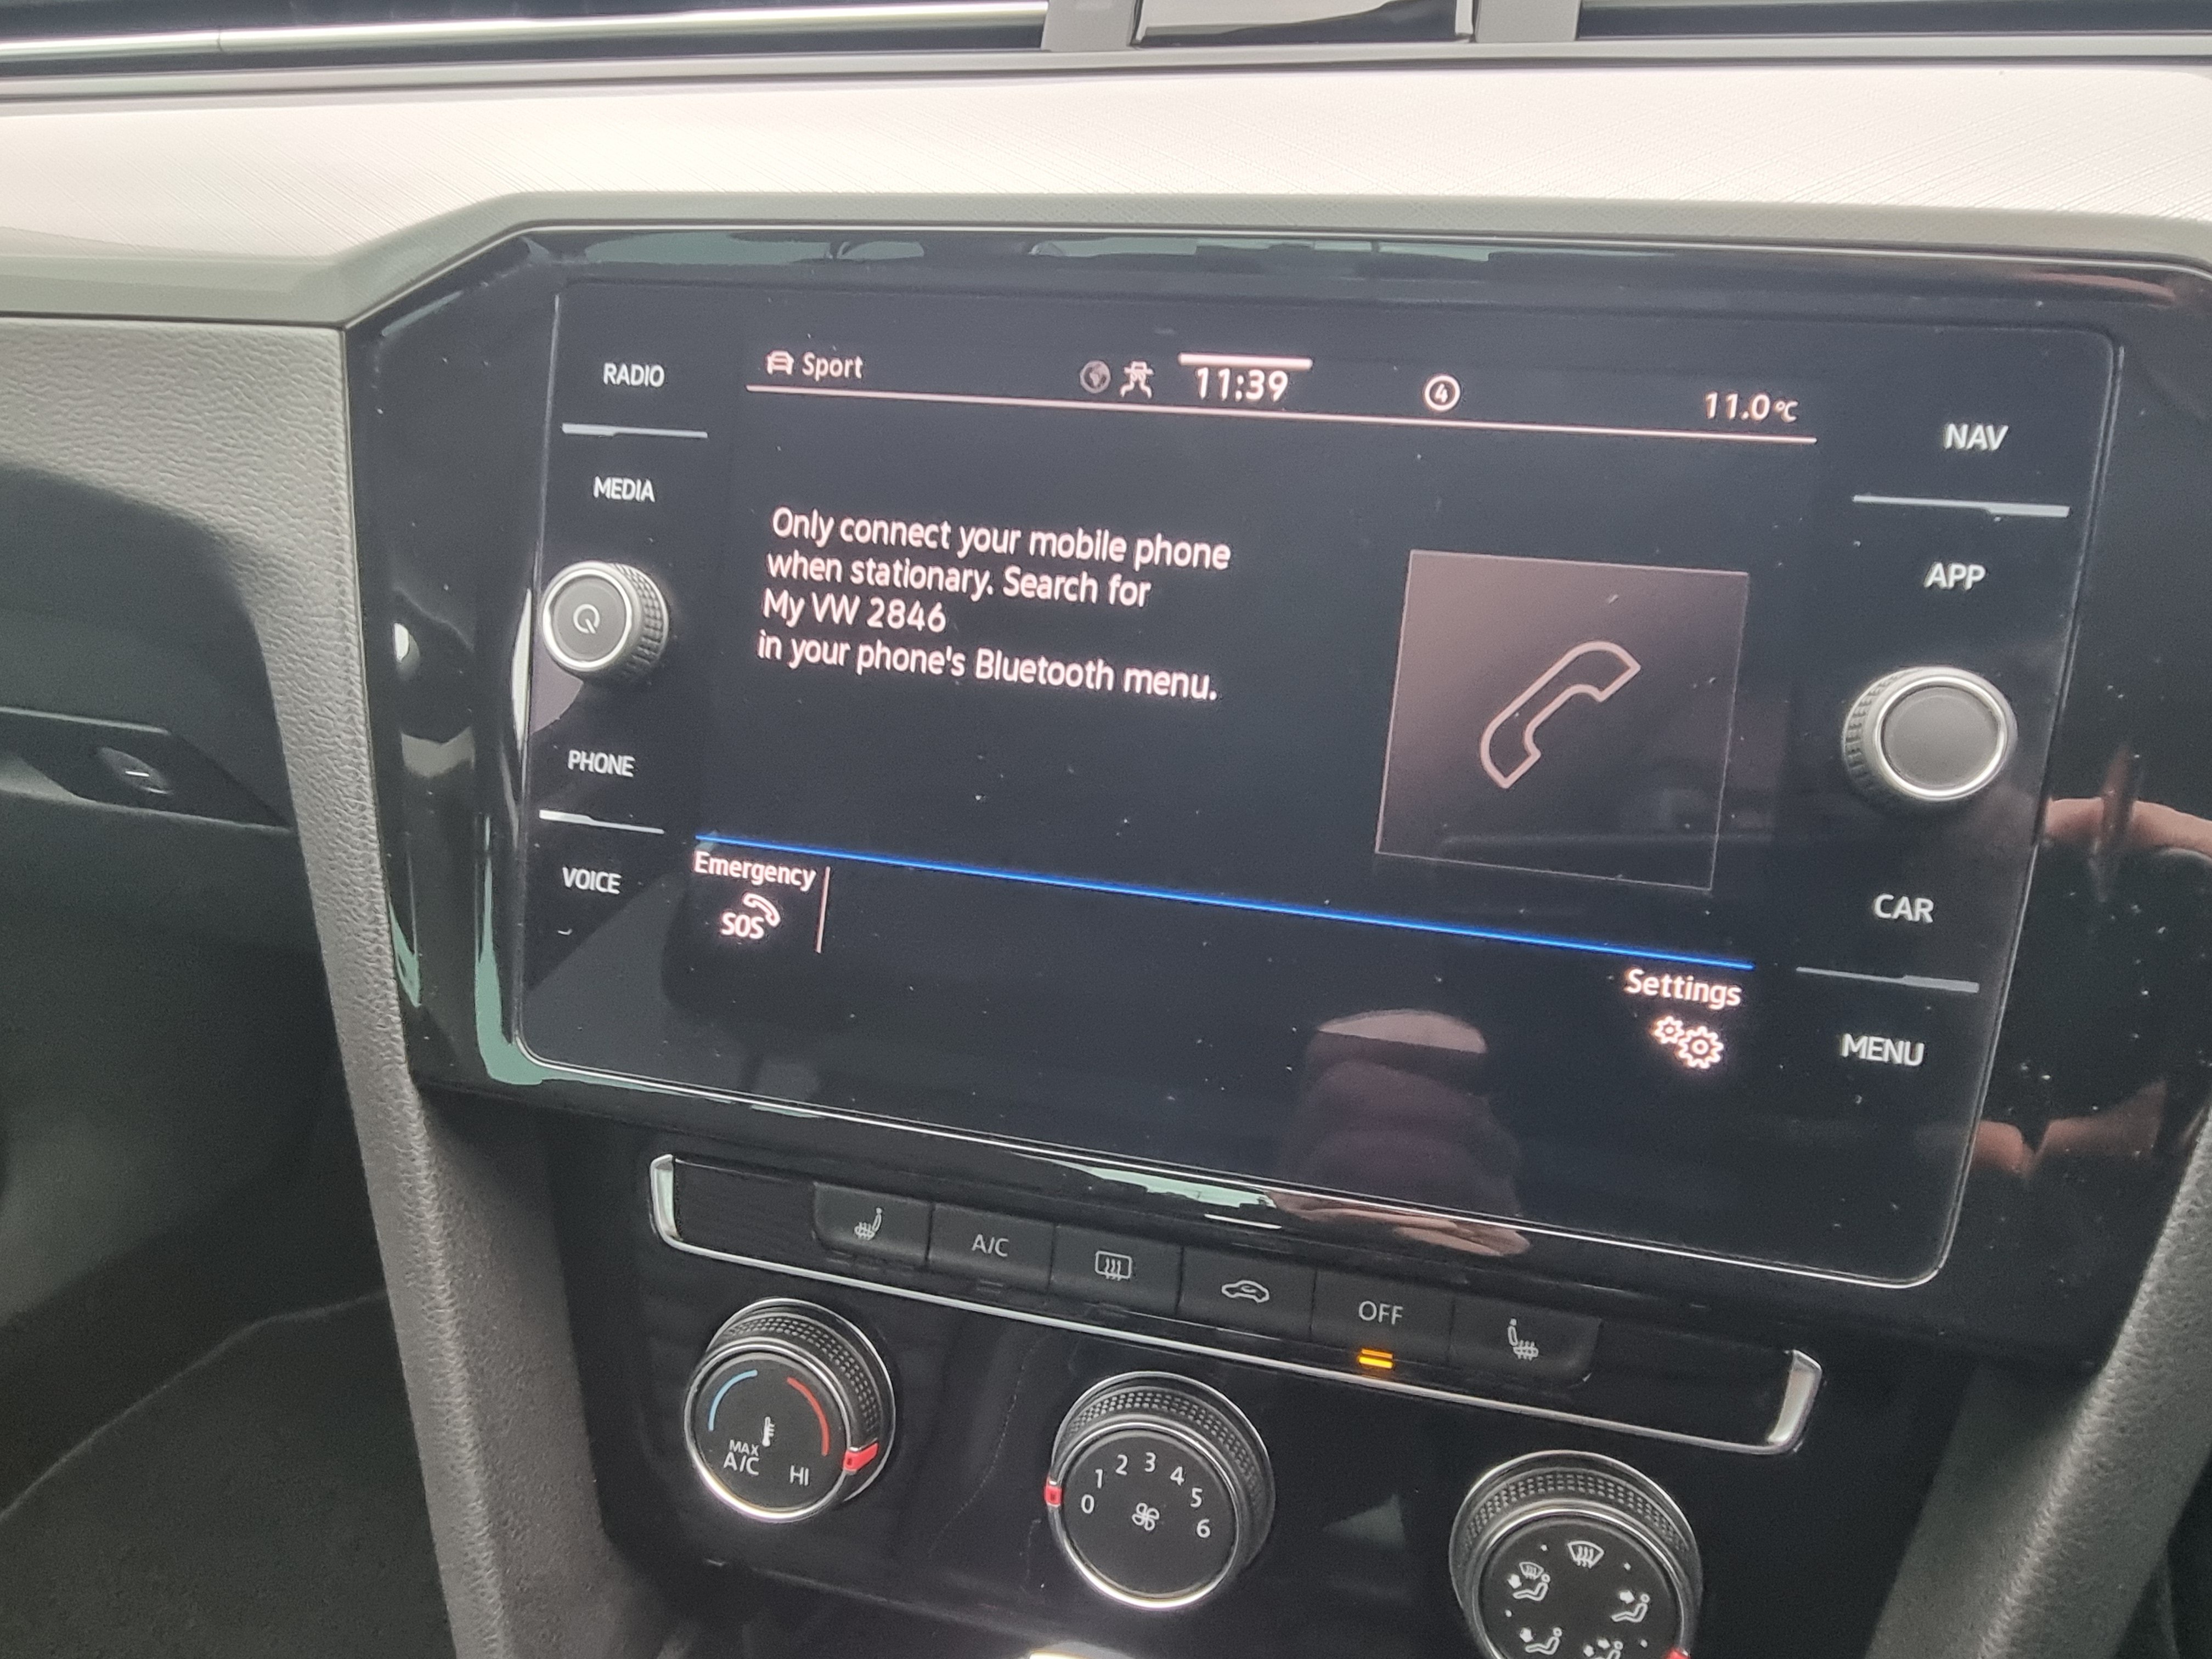 RADIO
MEDIA
PHONE
VOICE
Sport
11:39
4
11.0°C
Only connect your mobile phone
when stationary. Search for
My VW 2846
in your phone's Bluetooth menu.
Emergency
SOS
Settings
NAV
APP
CAR
MENU
A/C
OFF
MAX
A/C
HI
0 1 2 3 4 5 6